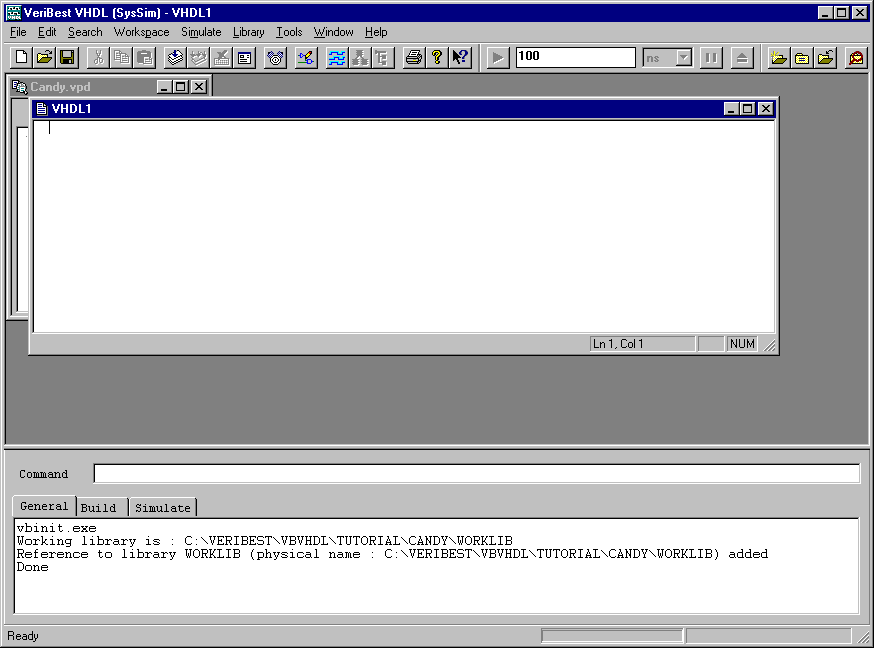 VeriBest VHDL (SysSim) - VHDL1
File Edit Search Workspace Simulate Library Tools Window Help
100 ns
Candy.vpd
VHDL1
Ln 1, Col 1 NUM
Command
General Build Simulate
vbinit.exe
Working library is : C:\VERIBEST\VBVHDL\TUTORIAL\CANDY\WORKLIB
Reference to library WORKLIB (physical name : C:\VERIBEST\VBVHDL\TUTORIAL\CANDY\WORKLIB) added
Done
Ready